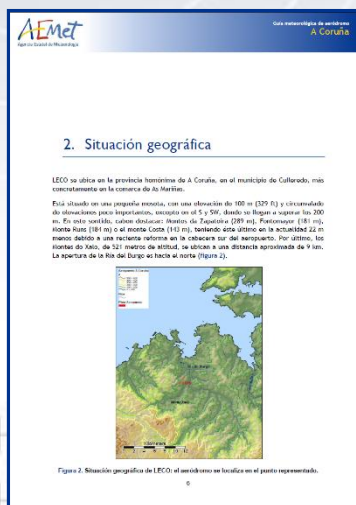 AEMet
Agencia Estatal de Meteorología
Guía meteorológica de aeródromo
A Coruña
2. Situación geográfica
LECO se ubica en la provincia homónima de A Coruña, en el municipio de Culleredo, más
concretamente en la comarca de As Mariñas.
Está situado en una pequeña meseta, con una elevación de 100 m (329 ft) y circunvalado
de elevaciones poco importantes, excepto en el S y SW, donde se llegan a superar los 200
m. En este sentido, caben destacar: Montes da Zapateira (289 m), Fontomayor (181 m),
Monte Runs (184 m) o el monte Costa (143 m), teniendo éste último en la actualidad 22 m
menos debido a una reciente reforma en la cabecera sur del aeropuerto. Por último, los
montes do Xalo, de 521 metros de altitud, se ubican a una distancia aproximada de 9 km.
La apertura de la Ría del Burgo es hacia el norte (figura 2).
Figura 2. Situación geográfica de LECO: el aeródromo se localiza en el punto representado.